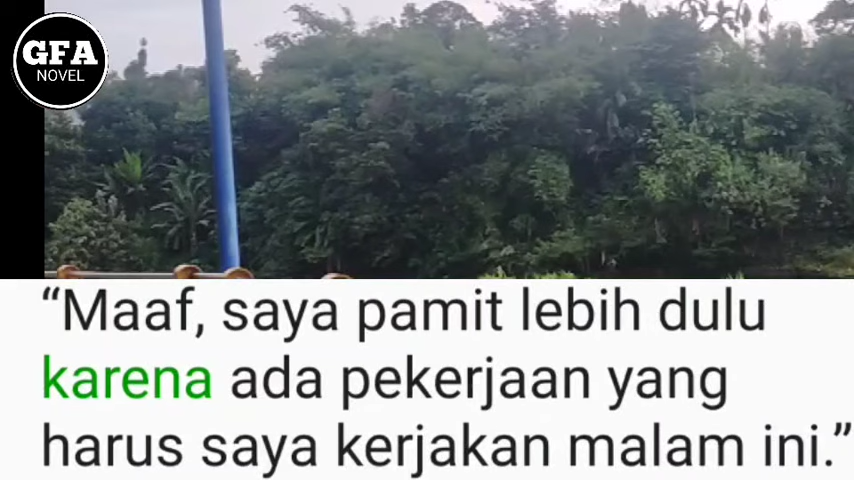 GFA
NOVEL
“Maaf, saya pamit lebih dulu
karena ada pekerjaan yang
harus saya kerjakan malam ini.”